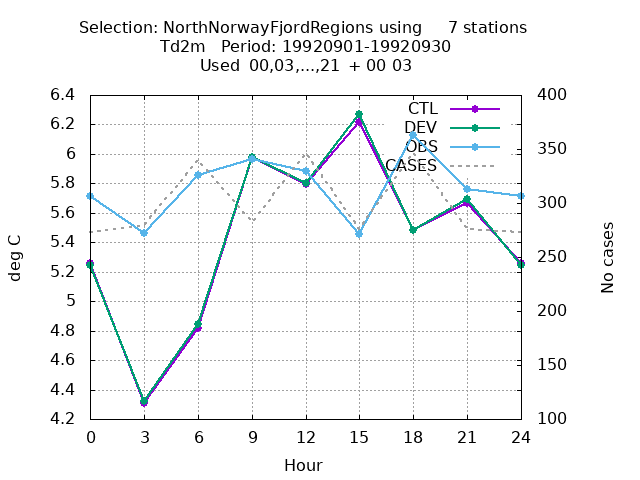 Selection: NorthNorwayFjordRegions using 7 stations
Td2m Period: 19920901-19920930
Used 00,03,...,21 + 00 03
6.4
6.2
6
5.8
5.6
5.4
5.2
5
4.8
4.6
4.4
4.2
deg C
400
350
300
250
200
150
100
No cases
CTL
DEV
OBS
CASES
0 3 6 9 12 15 18 21 24
Hour